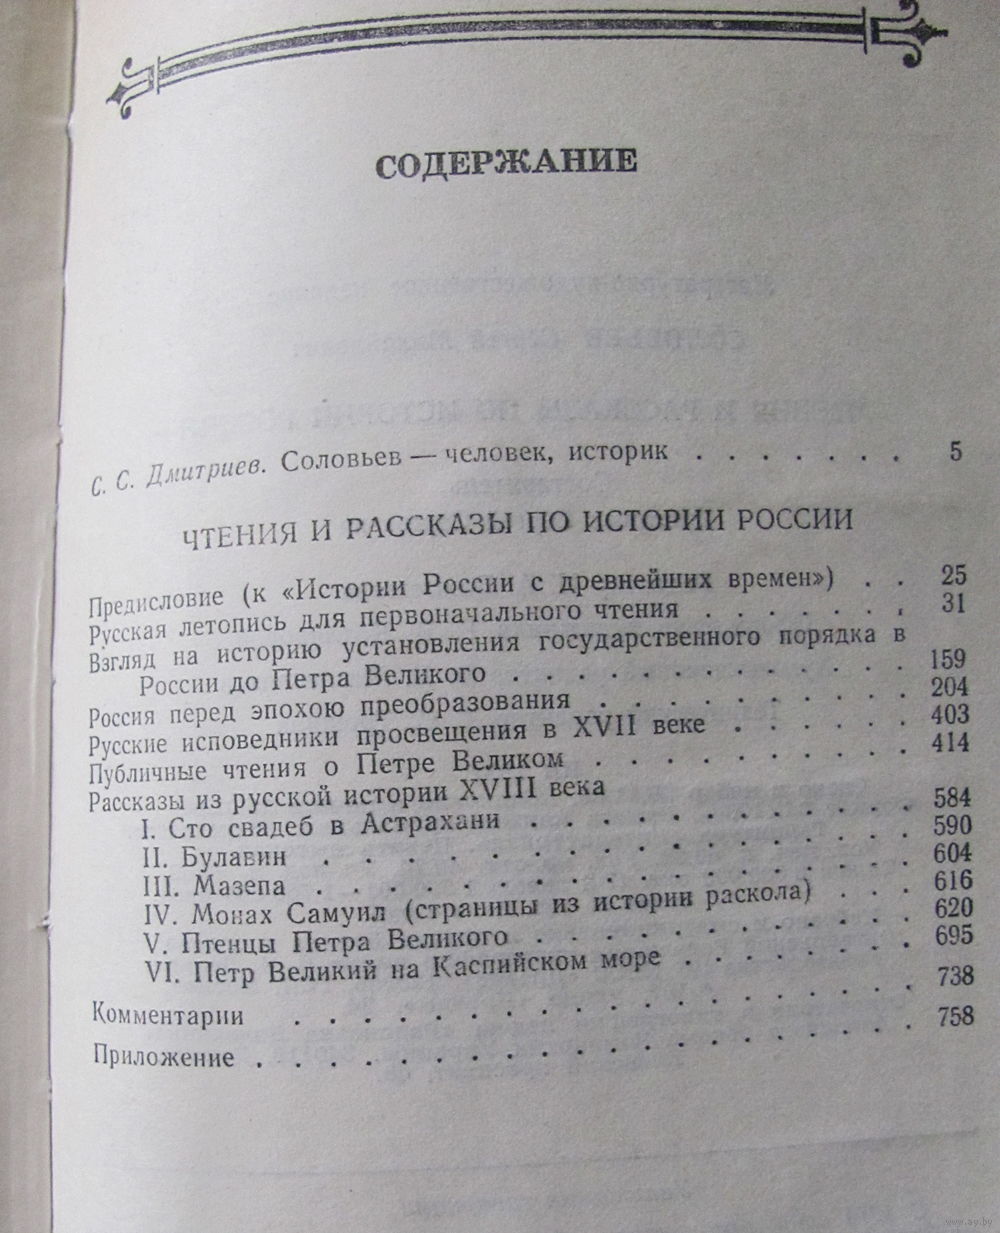 СОДЕРЖАНИЕ
С. С. Дмитриев. Соловьев — человек, историк . . . . . . . 5
ЧТЕНИЯ И РАССКАЗЫ ПО ИСТОРИИ РОССИИ
Предисловие (к «Истории России с древнейших времен») . . 25
Русская летопись для первоначального чтения . . . . . . . 31
Взгляд на историю установления государственного порядка в
России до Петра Великого . . . . . . . . . . . . . 159
Россия перед эпохою преобразования . . . . . . . . . . 204
Русские исповедники просвещения в XVII веке . . . . . . 403
Публичные чтения о Петре Великом . . . . . . . . . . 414
Рассказы из русской истории XVIII века
I. Сто свадеб в Астрахани . . . . . . . . . . . . 584
II. Булавин . . . . . . . . . . . . . . . . 590
III. Мазепа . . . . . . . . . . . . . . . . 604
IV. Монах Самуил (страницы из истории раскола) . . . 616
V. Птенцы Петра Великого . . . . . . . . . . . . 620
VI. Петр Великий на Каспийском море . . . . . . . 695
Комментарии . . . . . . . . . . . . . . . . . 738
Приложение . . . . . . . . . . . . . . . . . . 758
www.ay.by